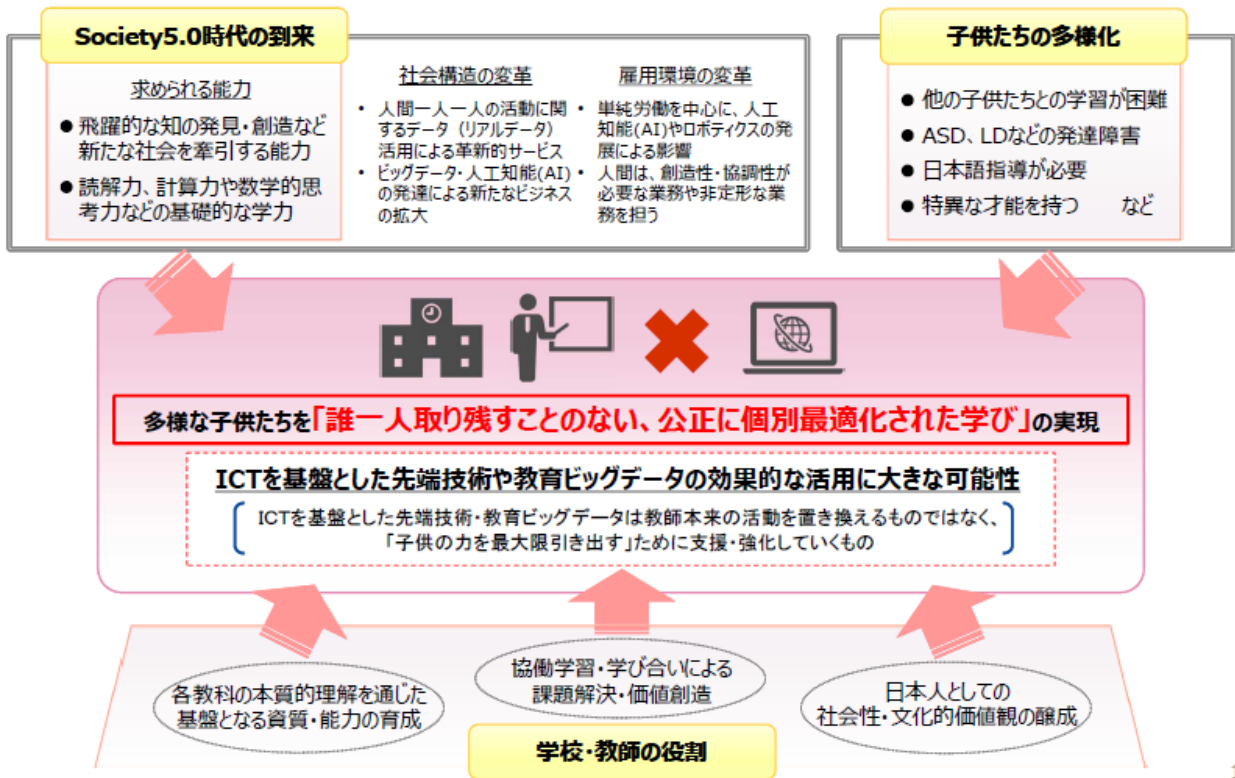 Society5.0時代の到来
求められる能力
● 飛躍的な知の発見・創造など
新たな社会を牽引する能力
● 読解力、計算力や数学的思
考力などの基礎的な学力
社会構造の変革
• 人間一人一人の活動に関
するデータ（リアルデータ）
活用による革新的サービス
• ビッグデータ・人工知能(AI)
の発達による新たなビジネス
の拡大
雇用環境の変革
• 単純労働を中心に、人工
知能(AI)やロボティクスの発
展による影響
• 人間は、創造性・協調性が
必要な業務や非定形な業
務を担う
子供たちの多様化
● 他の子供たちとの学習が困難
● ASD、LDなどの発達障害
● 日本語指導が必要
● 特異な才能を持つ　　など
多様な子供たちを「誰一人取り残すことのない、公正に個別最適化された学び」の実現
ICTを基盤とした先端技術や教育ビッグデータの効果的な活用に大きな可能性
ICTを基盤とした先端技術・教育ビッグデータは教師本来の活動を置き換えるものではなく、
「子供の力を最大限引き出す」ために支援・強化していくもの
各教科の本質的理解を通じた
基盤となる資質・能力の育成
協働学習・学び合いによる
課題解決・価値創造
日本人としての
社会性・文化的価値観の醸成
学校・教師の役割
1